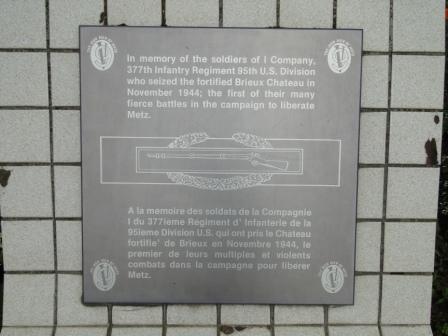 In memory of the soldiers of I Company,
377th Infantry Regiment 95th U.S. Division
who seized the fortified Brieux Chateau in
November 1944; the first of their many
fierce battles in the campaign to liberate
Metz.
A la memoire des soldats de la Compagnie
I du 377ieme Regiment d' Infanterie de la
95ieme Division U.S. qui ont pris le Chateau
fortifie' de Brieux en Novembre 1944, le
premier de leurs multiples et violents
combats dans la campagne pour liberer
Metz.